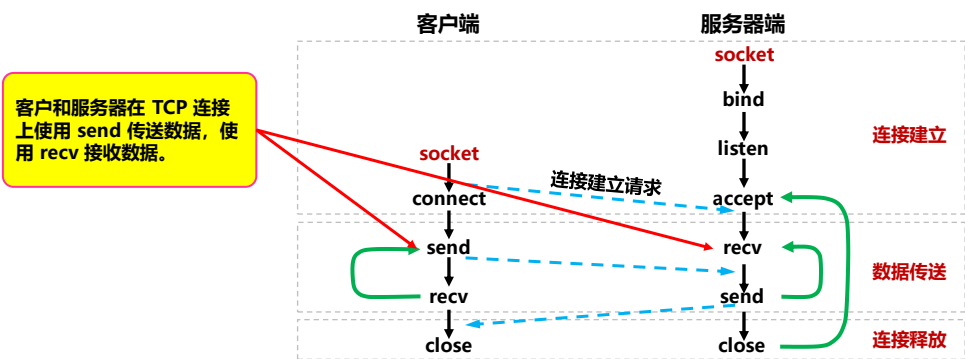 客户端
服务器端
socket
bind
客户和服务器在 TCP 连接
上使用 send 传送数据，使
用 recv 接收数据。
连接建立
listen
socket
连接建立请求
connect
accept
send
recv
数据传送
recv
send
连接释放
close
close